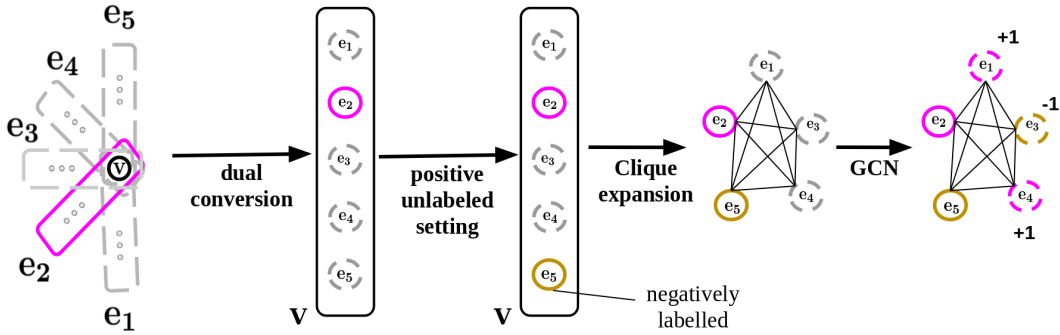 e5
e4
e3
e2
e1
V
dual
conversion
e1
e2
e3
e4
e5
V
positive
unlabeled
setting
e1
e2
e3
e4
e5
V
negatively
labelled
Clique
expansion
e1
e2
e3
e4
e5
GCN
+1
e1
e2
e3
-1
e4
e5
+1